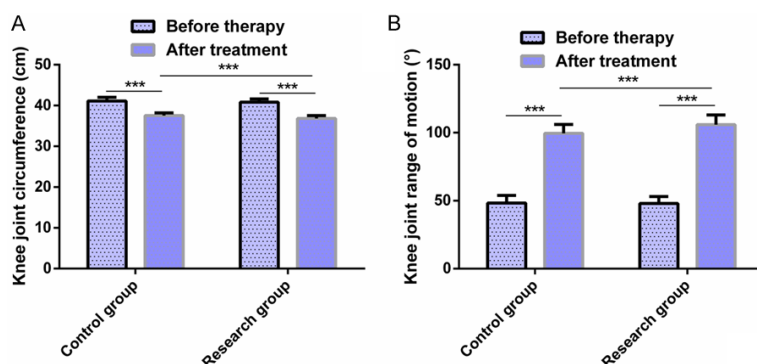 A
Before therapy
After treatment
Knee joint circumference (cm)
50
40
30
20
10
0
***
***
***
Control group
Research group
B
Before therapy
After treatment
Knee joint range of motion (°)
150
100
50
0
***
***
***
Control group
Research group